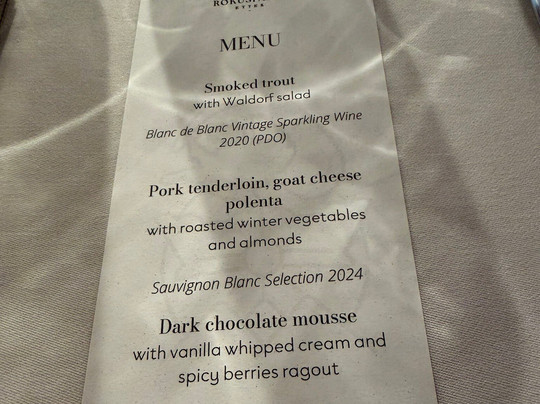 MENU
Smoked trout
with Waldorf salad
Blanc de Blanc Vintage Sparkling Wine
2020 (PDO)
Pork tenderloin, goat cheese
polenta
with roasted winter vegetables
and almonds
Sauvignon Blanc Selection 2024
Dark chocolate mousse
with vanilla whipped cream and
spicy berries ragout